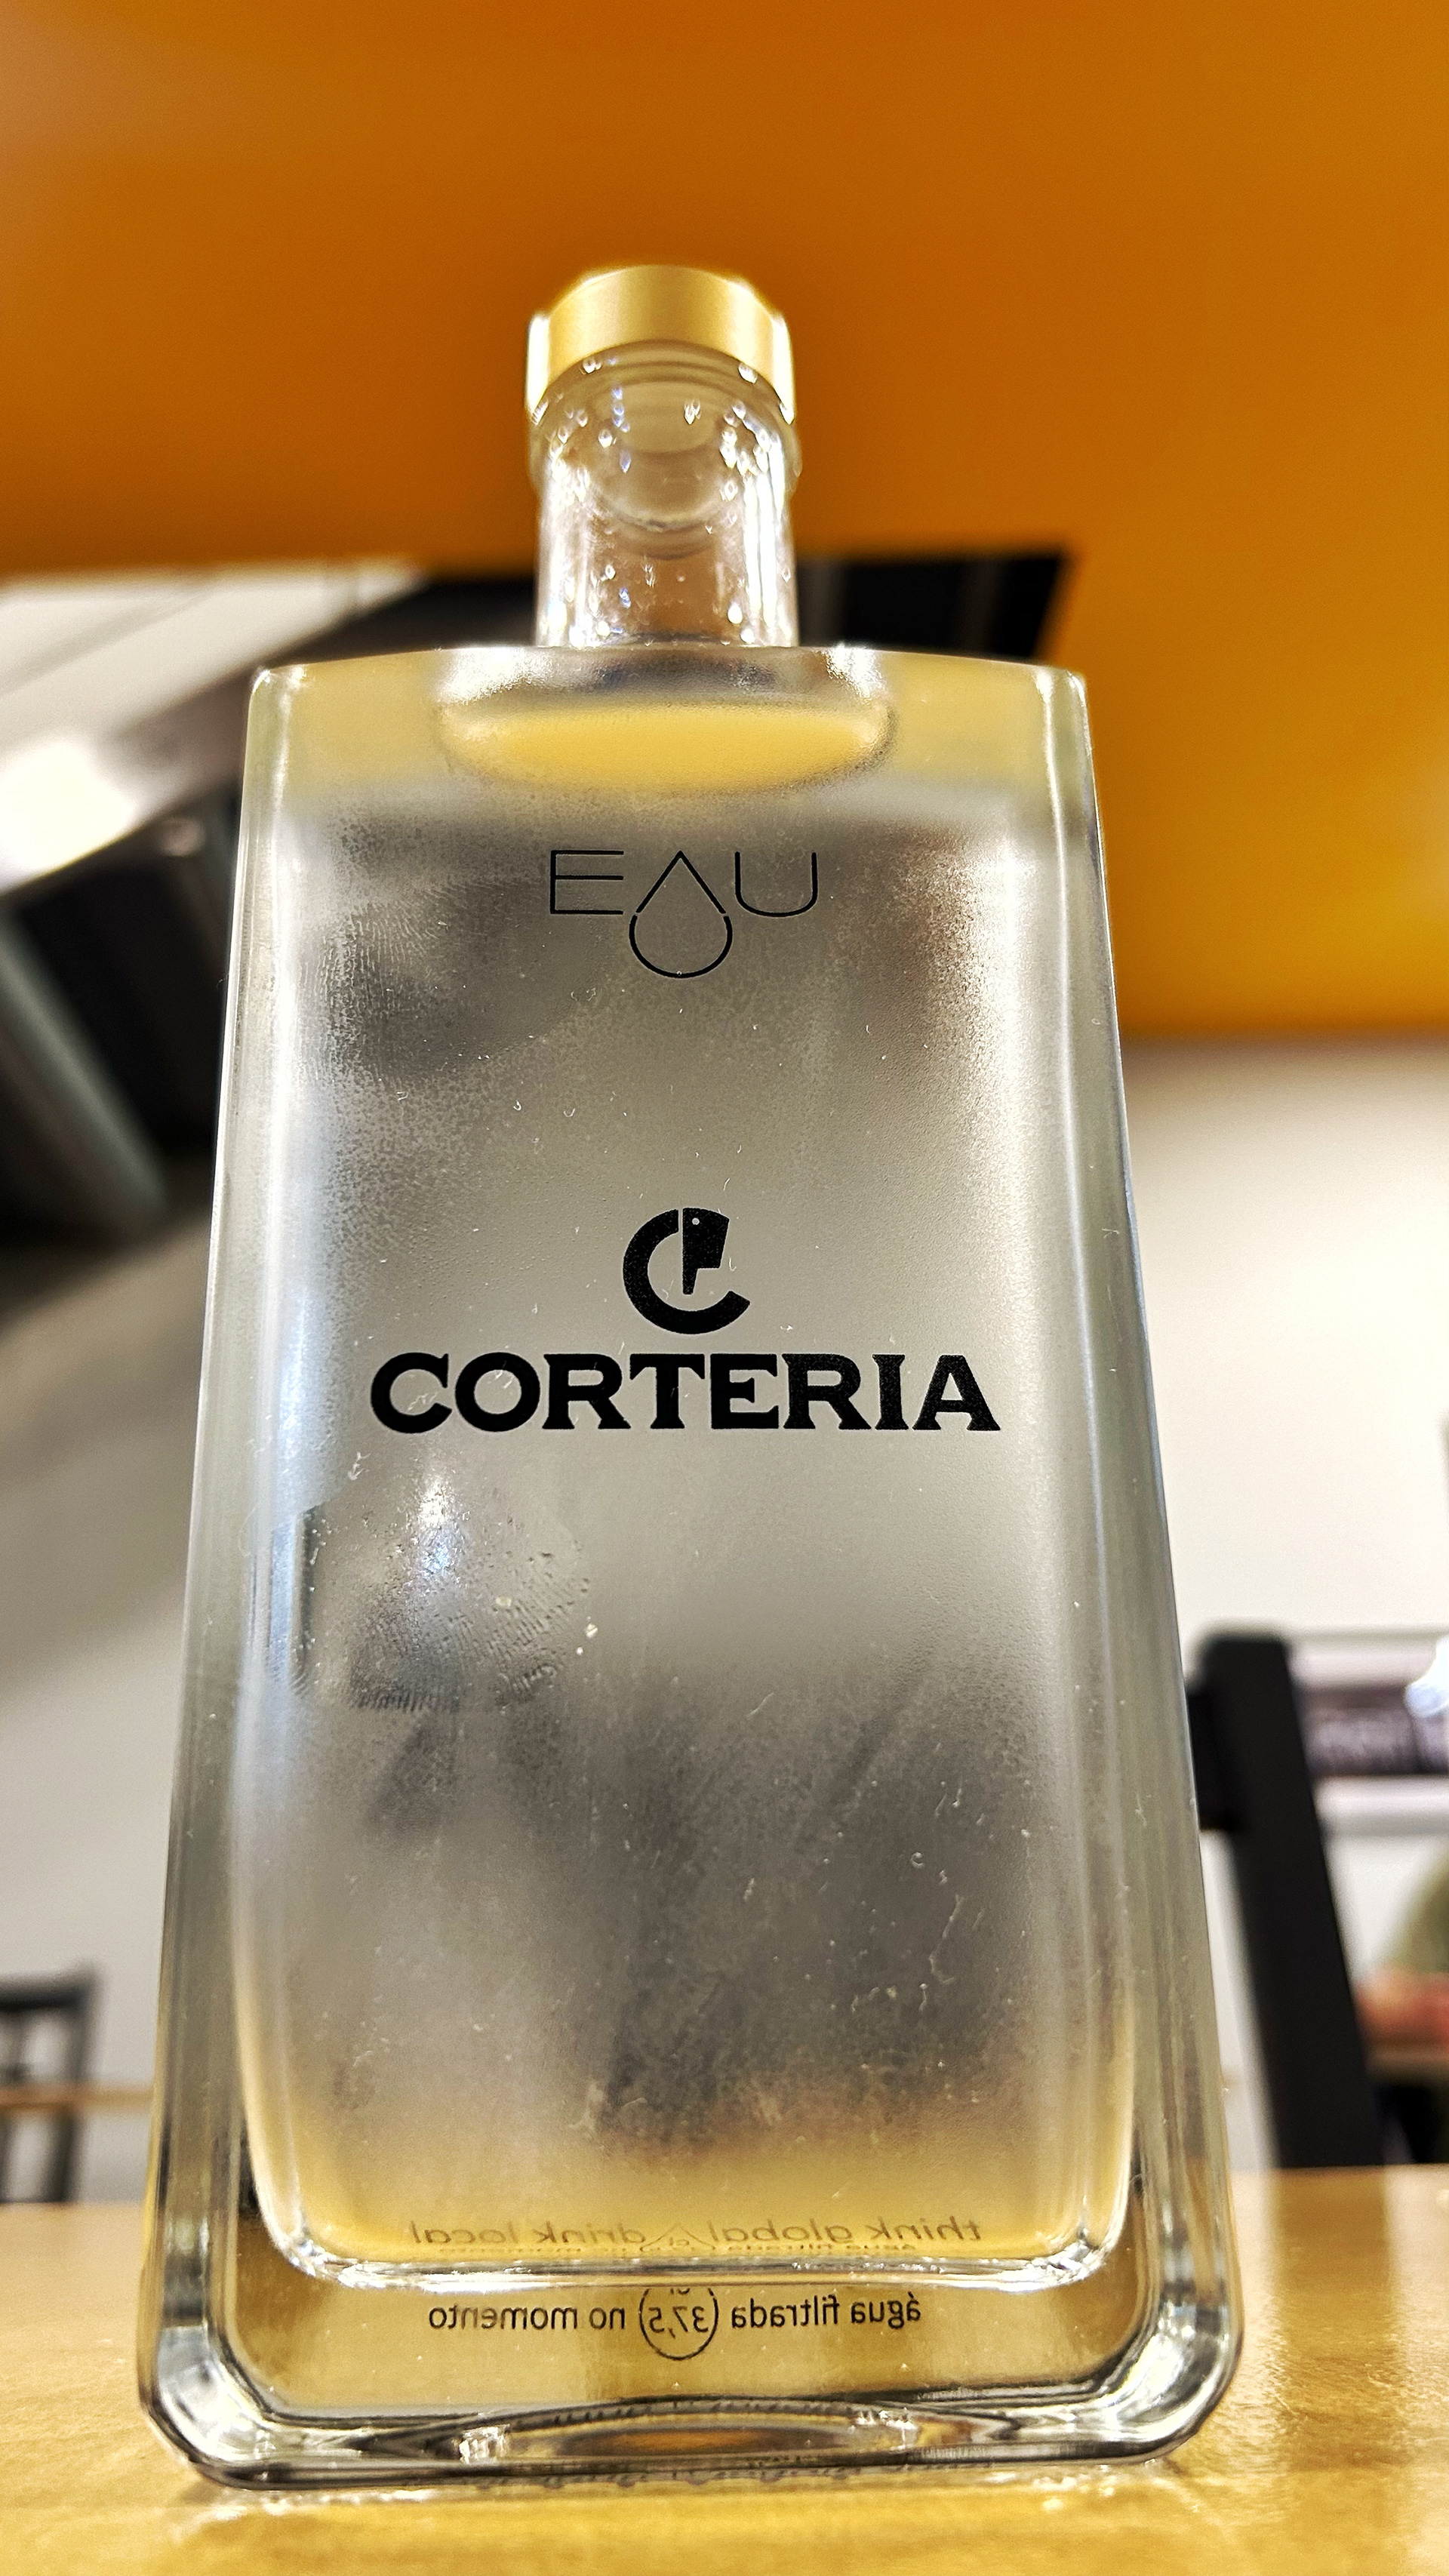 EAU
CORTERIA
think global drink local
água filtrada 37,5 no momento